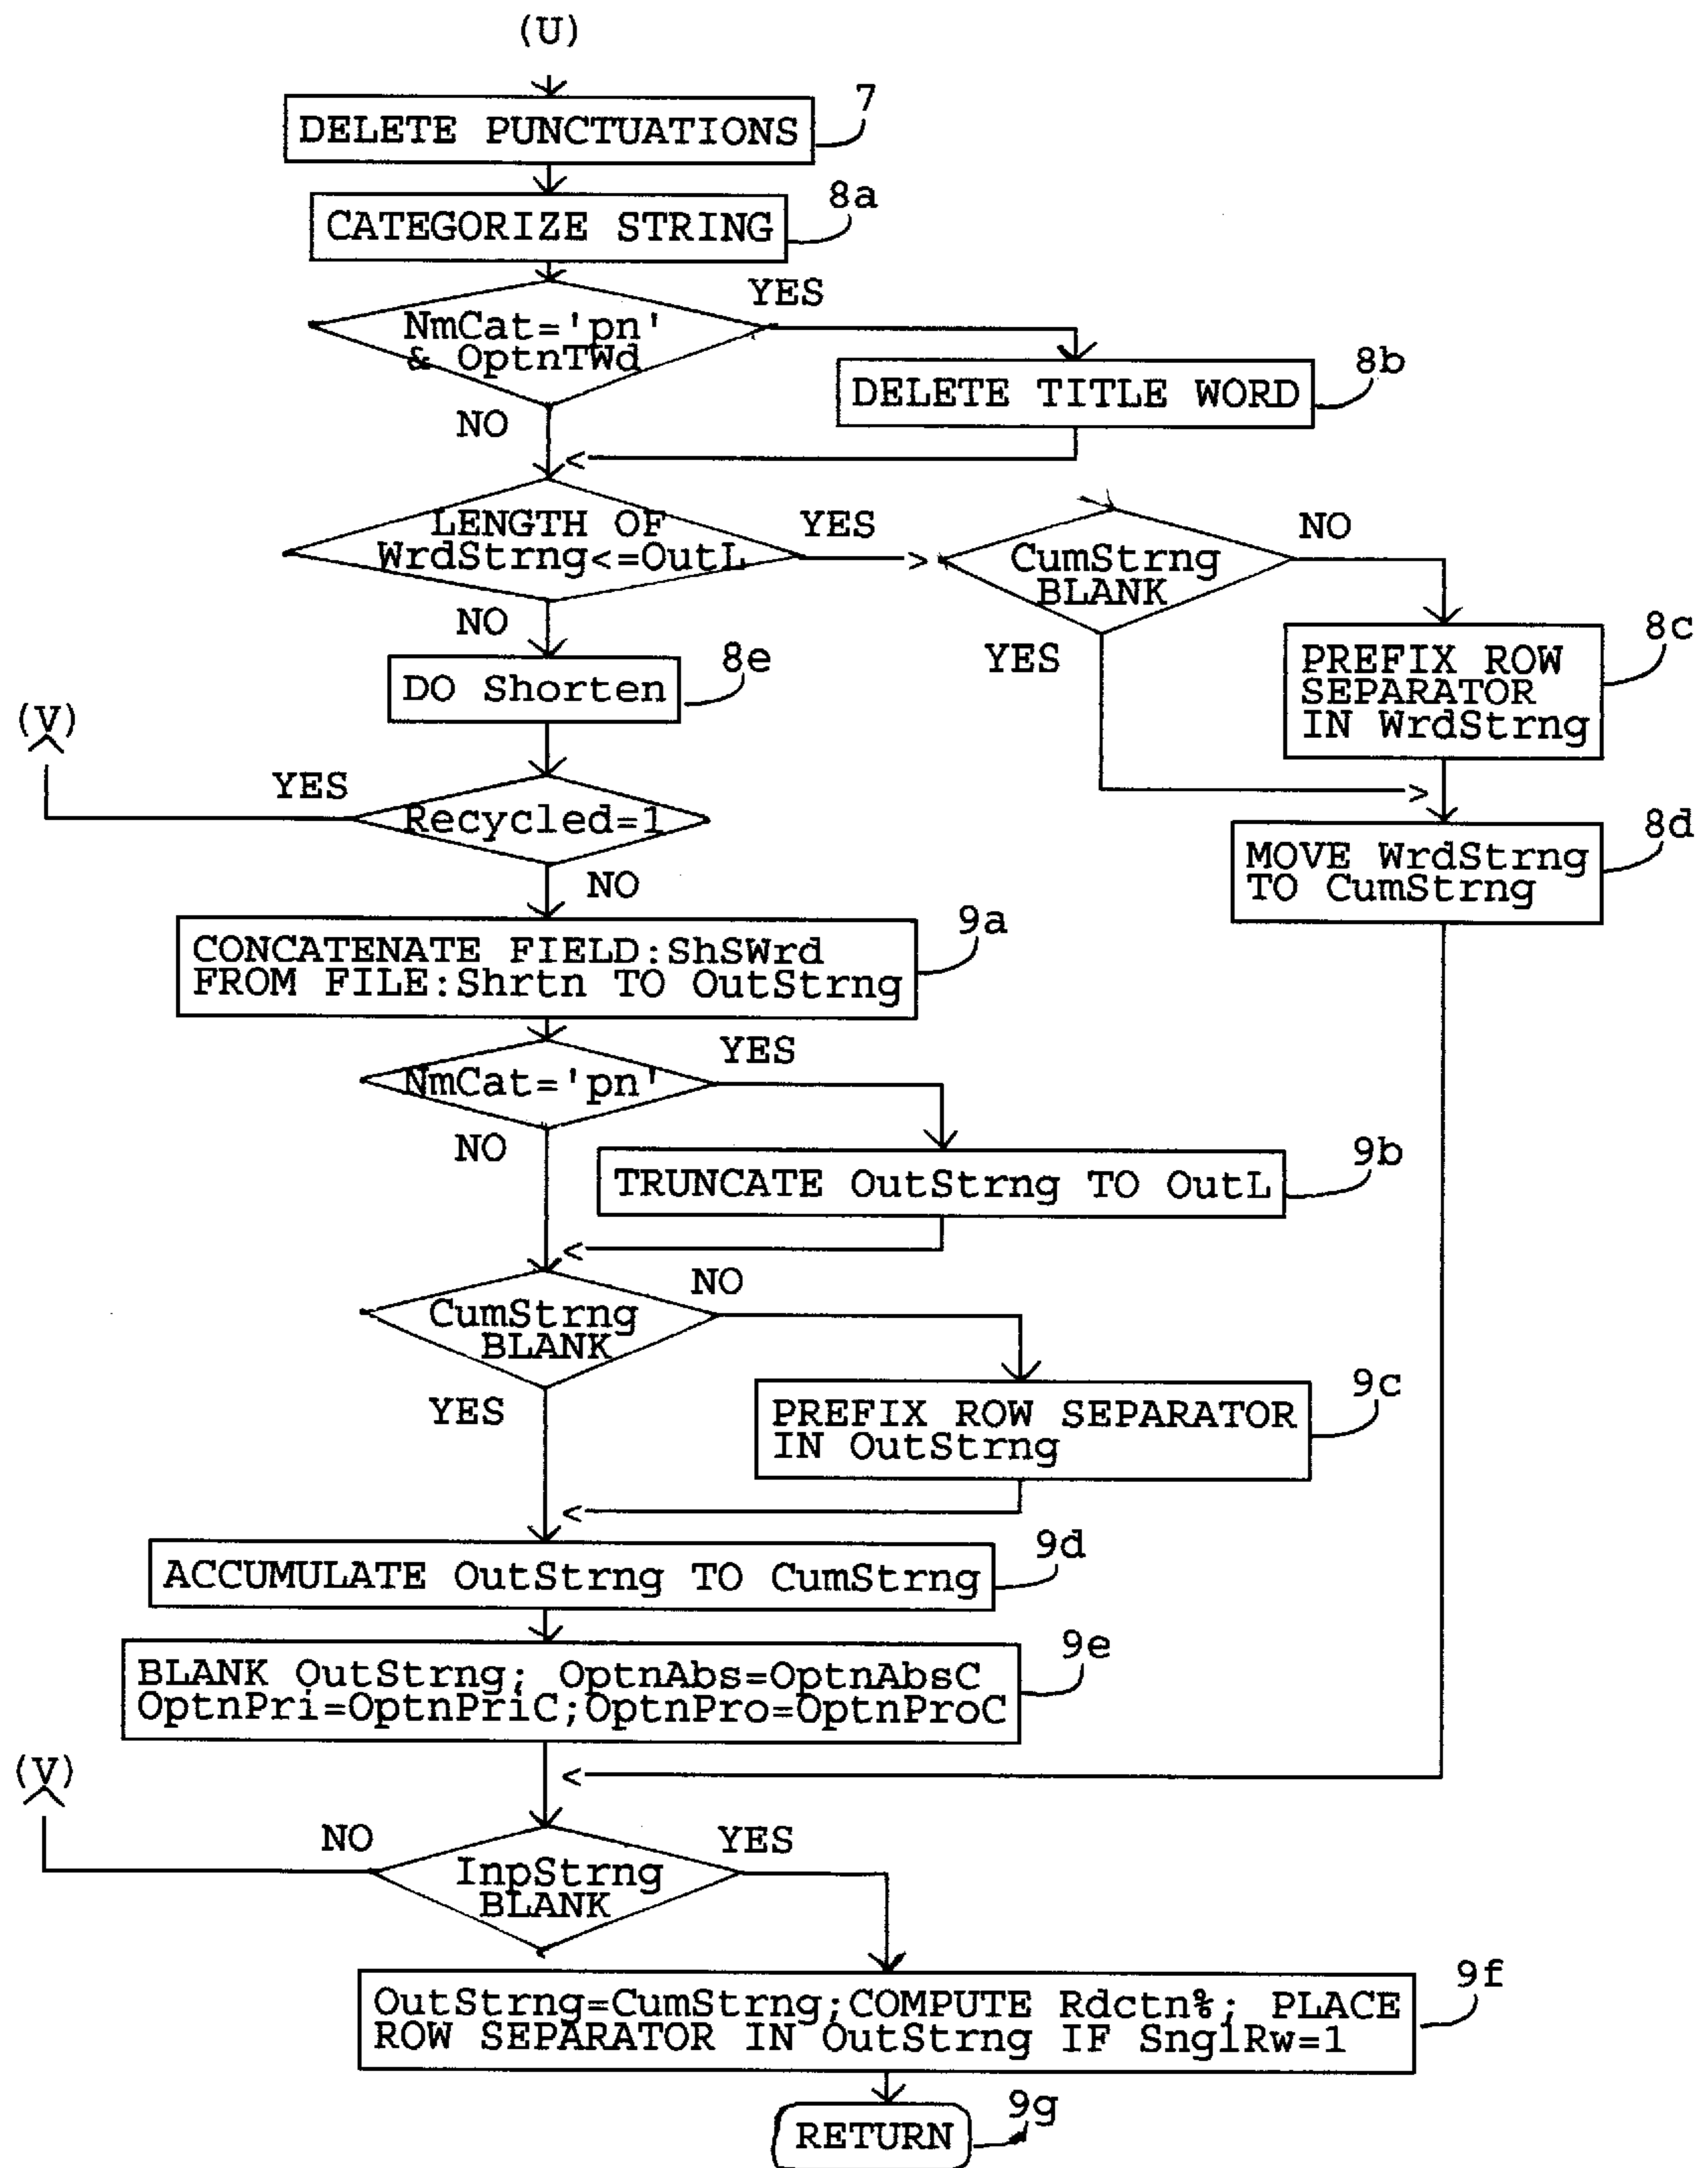 (U)
7
DELETE PUNCTUATIONS
8a
CATEGORIZE STRING
YES
NmCat='pn'
& OptnTWd
8b
DELETE TITLE WORD
NO
LENGTH OF
WrdStrng<=OutL
YES
CumStrng
BLANK
NO
NO
YES
8c
PREFIX ROW
SEPARATOR
IN WrdStrng
8e
DO Shorten
(V)
YES
Recycled=1
8d
MOVE WrdStrng
TO CumStrng
NO
9a
CONCATENATE FIELD:ShSWrd
FROM FILE:Shrtn TO OutStrng
YES
NmCat='pn'
NO
9b
TRUNCATE OutStrng TO OutL
NO
CumStrng
BLANK
YES
9c
PREFIX ROW SEPARATOR
IN OutStrng
9d
ACCUMULATE OutStrng TO CumStrng
9e
BLANK OutStrng; OptnAbs=OptnAbsC
OptnPri=OptnPriC;OptnPro=OptnProC
(V)
NO
YES
InpStrng
BLANK
9f
OutStrng=CumStrng;COMPUTE Rdctn%; PLACE
ROW SEPARATOR IN OutStrng IF SnglRw=1
9g
RETURN